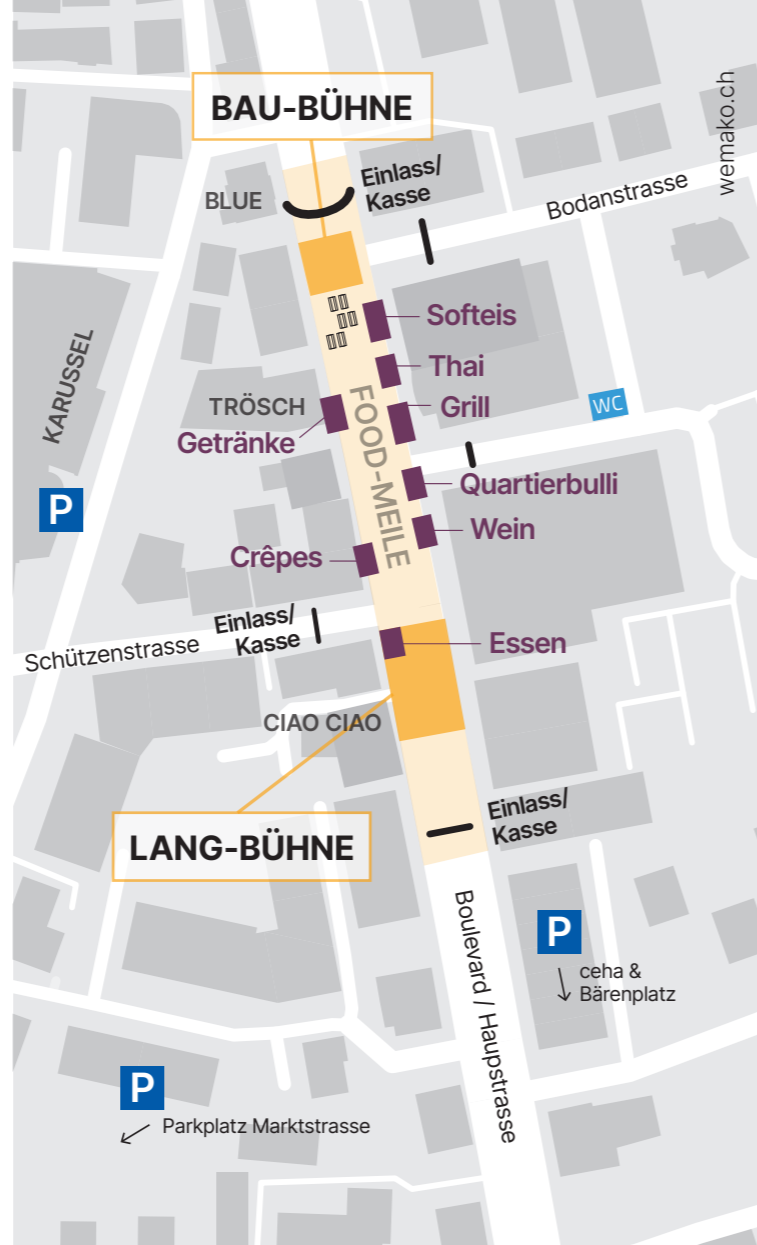 wemako.ch
BAU-BÜHNE
Einlass/
Kasse
BLUE
Bodanstrasse
Softeis
KARUSSEL
Thai
TRÖSCH
Grill
WC
Getränke
FOOD-MEILE
P
Quartierbulli
Wein
Crêpes
Einlass/
Kasse
Schützenstrasse
Essen
CIAO CIAO
Einlass/
Kasse
LANG-BÜHNE
Boulevard / Haupstrasse
P
ceha &
Bärenplatz
P
Parkplatz Marktstrasse